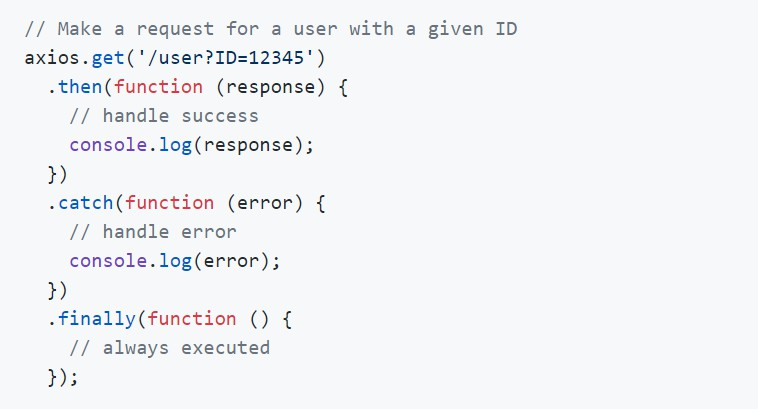 // Make a request for a user with a given ID
axios.get('/user?ID=12345')
  .then(function (response) {
    // handle success
    console.log(response);
  })
  .catch(function (error) {
    // handle error
    console.log(error);
  })
  .finally(function () {
    // always executed
  });